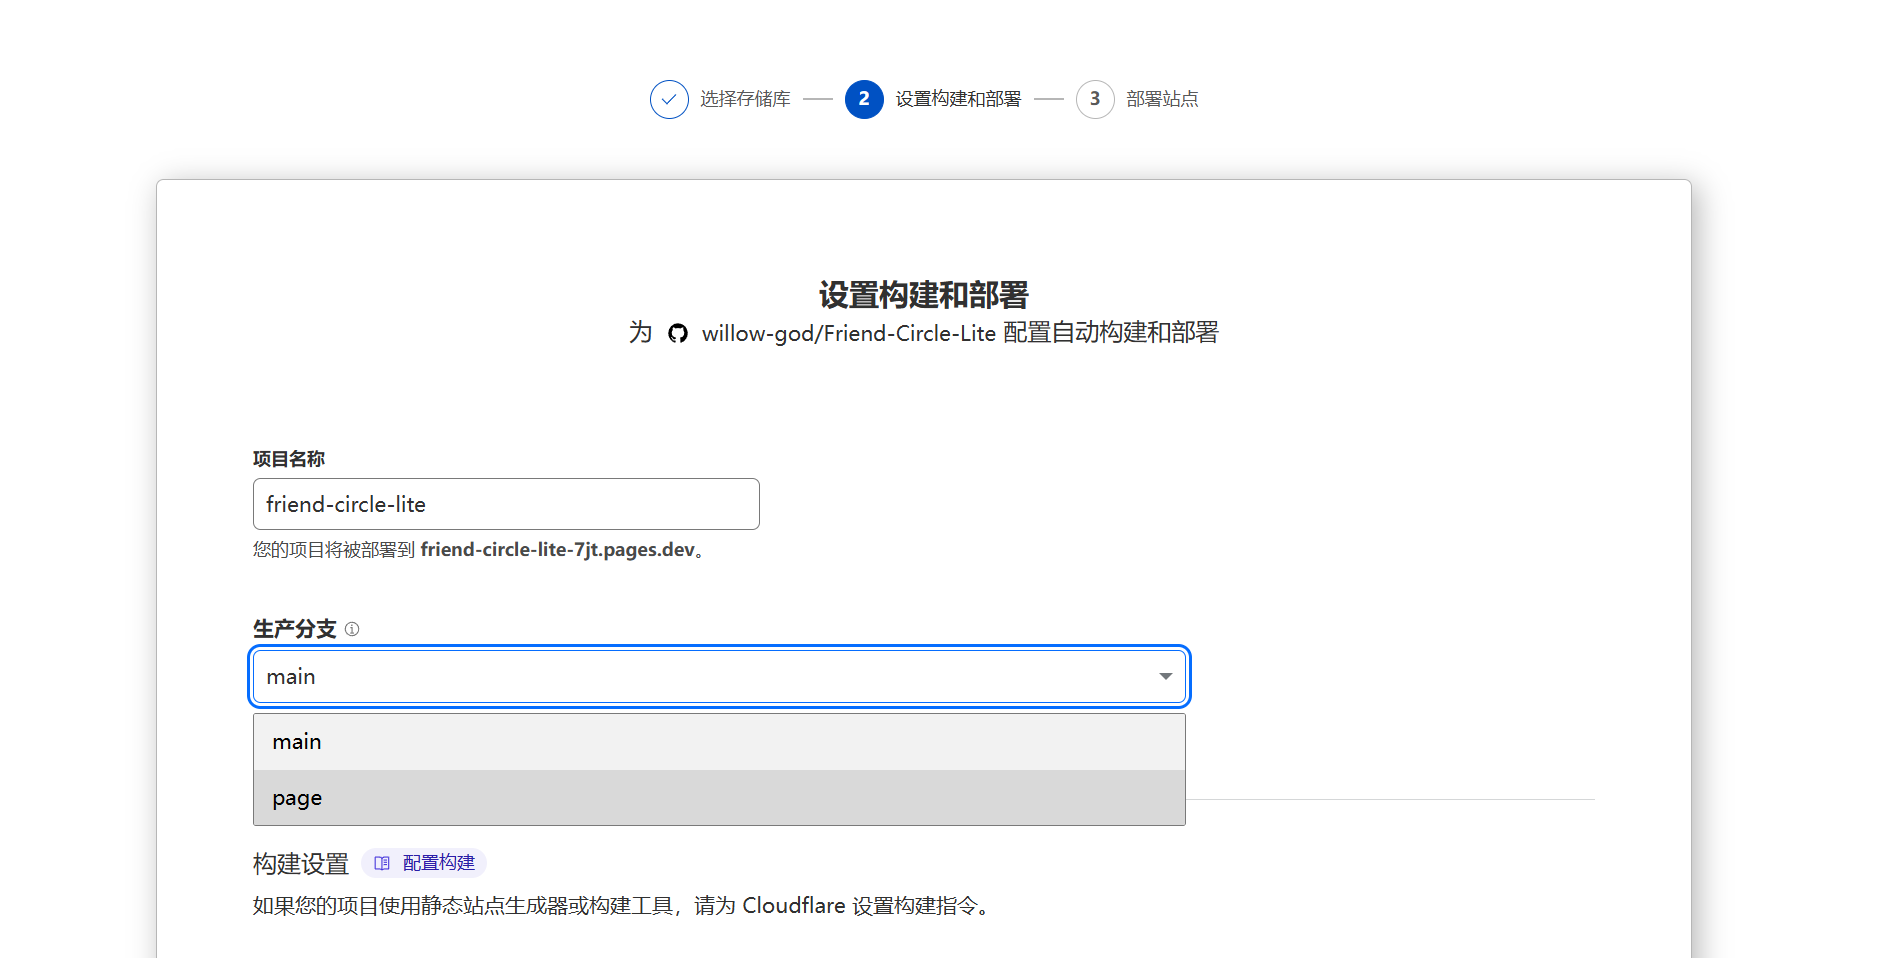 选择存储库 2 设置构建和部署 3 部署站点
设置构建和部署
为 willow-god/Friend-Circle-Lite 配置自动构建和部署
项目名称
friend-circle-lite
您的项目将被部署到 friend-circle-lite-7jt.pages.dev。
生产分支
main
main
page
构建设置 配置构建
如果您的项目使用静态站点生成器或构建工具，请为 Cloudflare 设置构建指令。